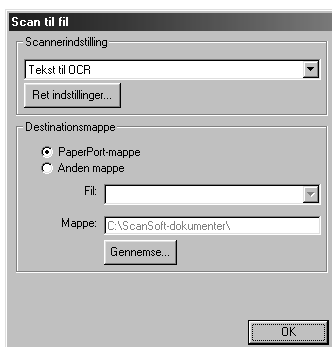 Scan til fil
Scannerindstilling
Tekst til OCR
Ret indstillinger...
Destinationsmappe
PaperPort-mappe
Anden mappe
Fil:
Mappe: C:\ScanSoft-dokumenter\
Gennemse...
OK